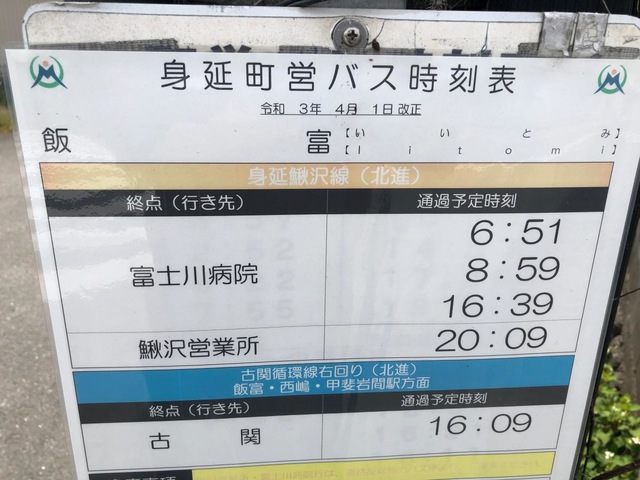 身延町営バス時刻表
令和 3年 4月 1日改正
飯 富 【いいとみ】
【Iitomi】
身延鰍沢線（北進）
終点（行き先） 通過予定時刻
富士川病院 6：51
8：59
16：39
鰍沢営業所 20：09
古関循環線右回り（北進）
飯富・西嶋・甲斐岩間駅方面
終点（行き先） 通過予定時刻
古 関 16：09